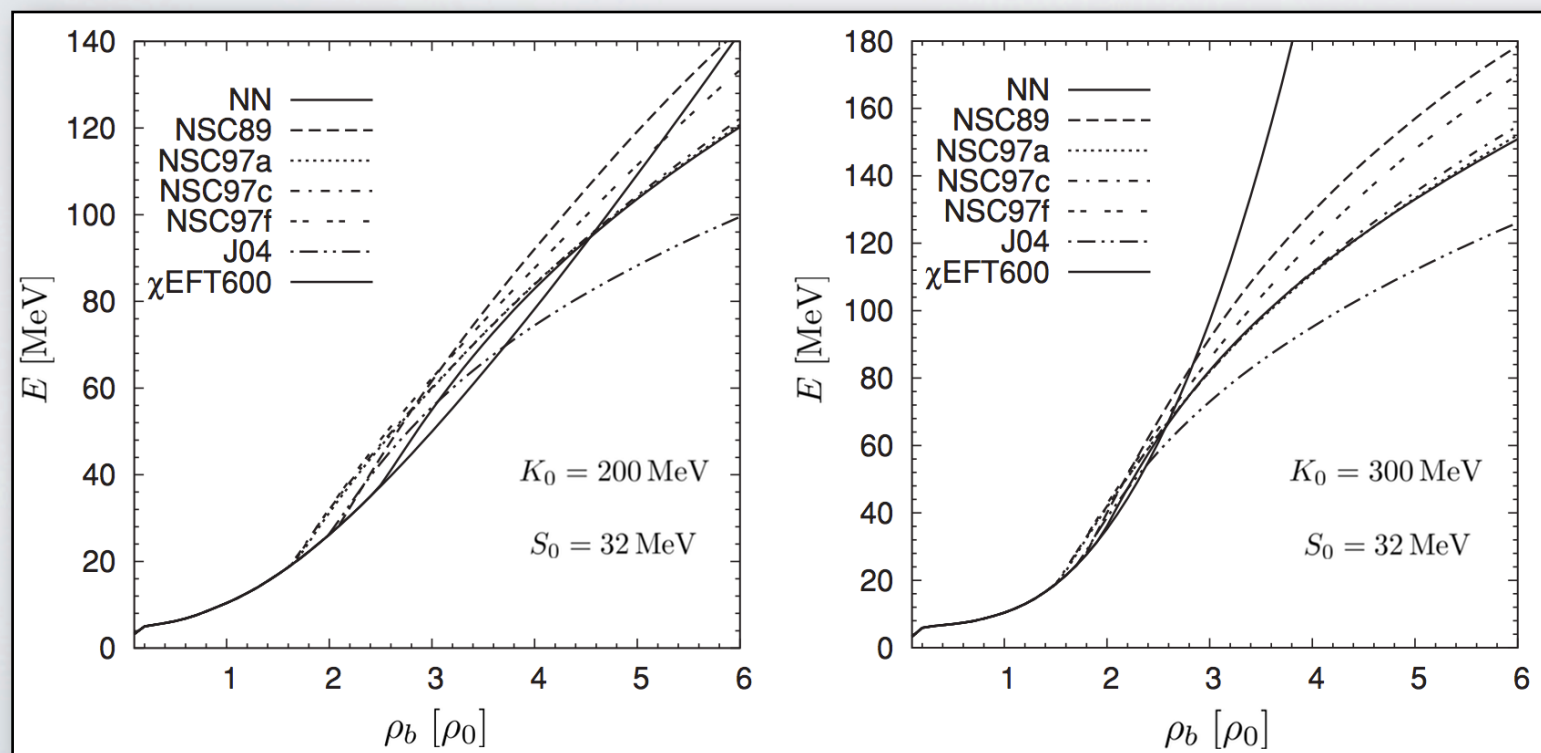 140
120
100
80
60
40
20
0
E [MeV]
NN
NSC89
NSC97a
NSC97c
NSC97f
J04
χEFT600
K₀ = 200 MeV
S₀ = 32 MeV
1 2 3 4 5 6
ρb [ρ₀]
180
160
140
120
100
80
60
40
20
0
E [MeV]
NN
NSC89
NSC97a
NSC97c
NSC97f
J04
χEFT600
K₀ = 300 MeV
S₀ = 32 MeV
1 2 3 4 5 6
ρb [ρ₀]